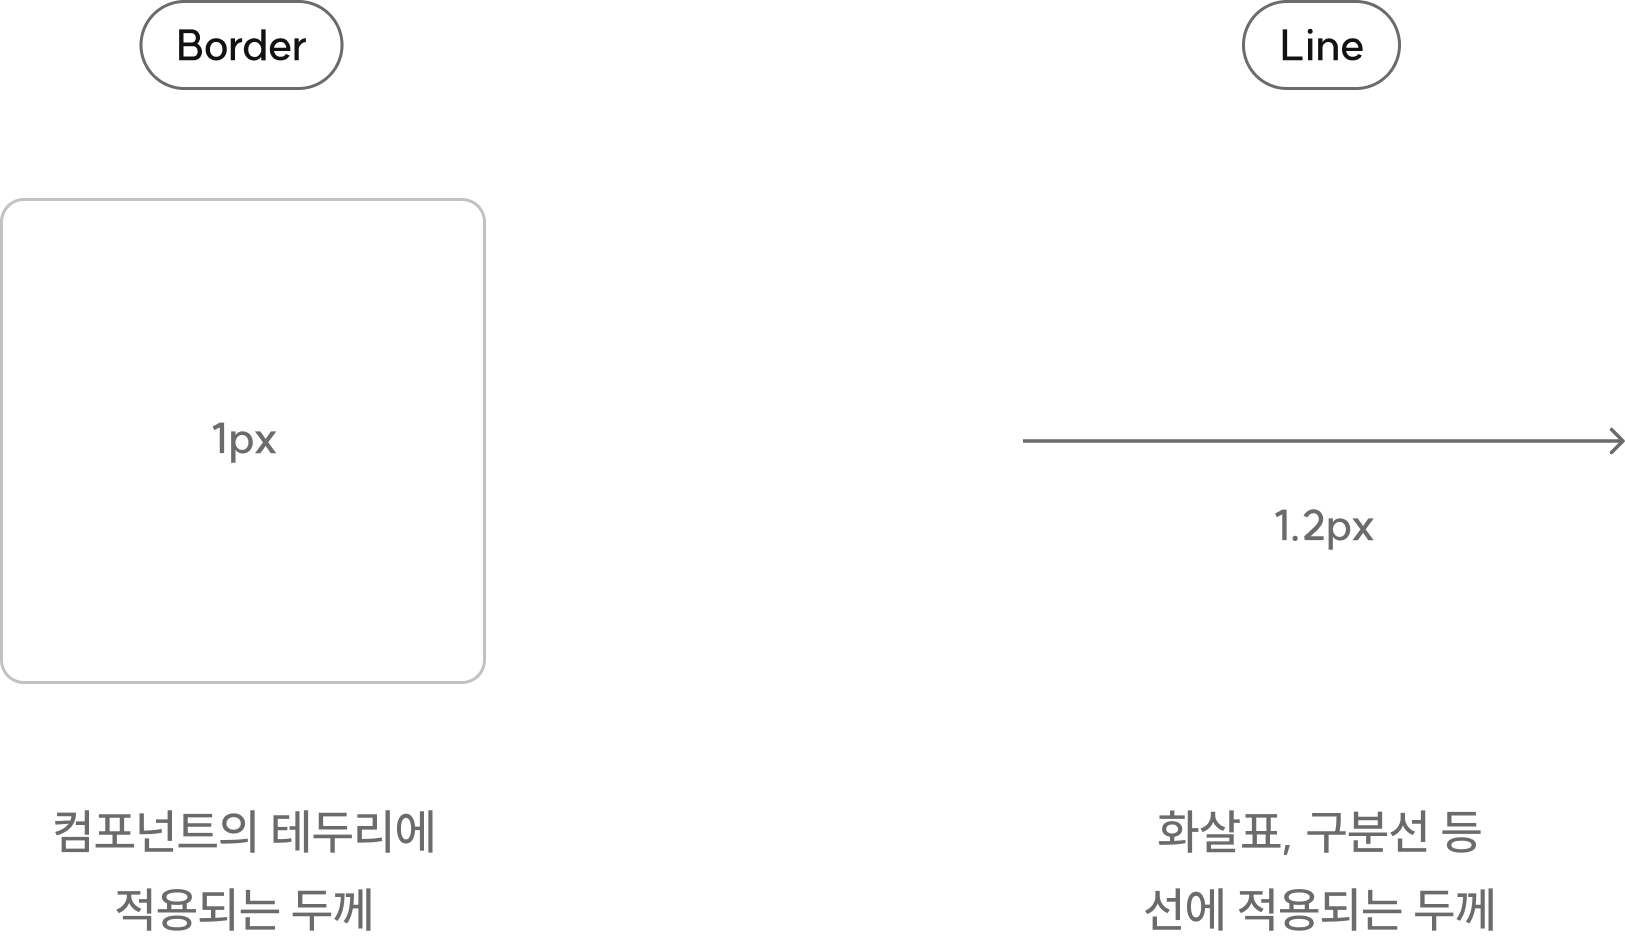 Border
1px
컴포넌트의 테두리에
적용되는 두께
Line
1.2px
화살표, 구분선 등
선에 적용되는 두께